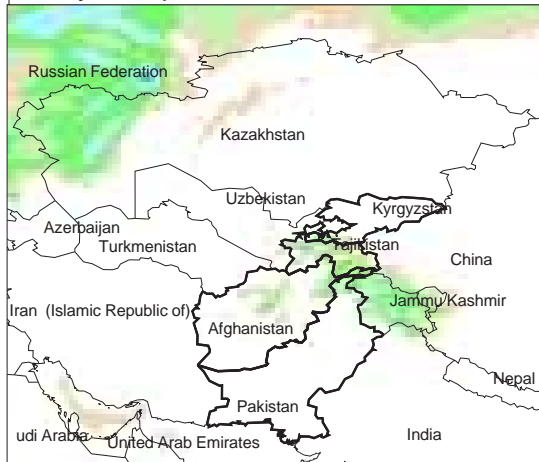 Russian Federation
Kazakhstan
Uzbekistan
Kyrgyzstan
Azerbaijan
Turkmenistan
Tajikistan
China
Iran (Islamic Republic of)
Jammu Kashmir
Afghanistan
Nepal
Pakistan
udi Arabia
United Arab Emirates
India